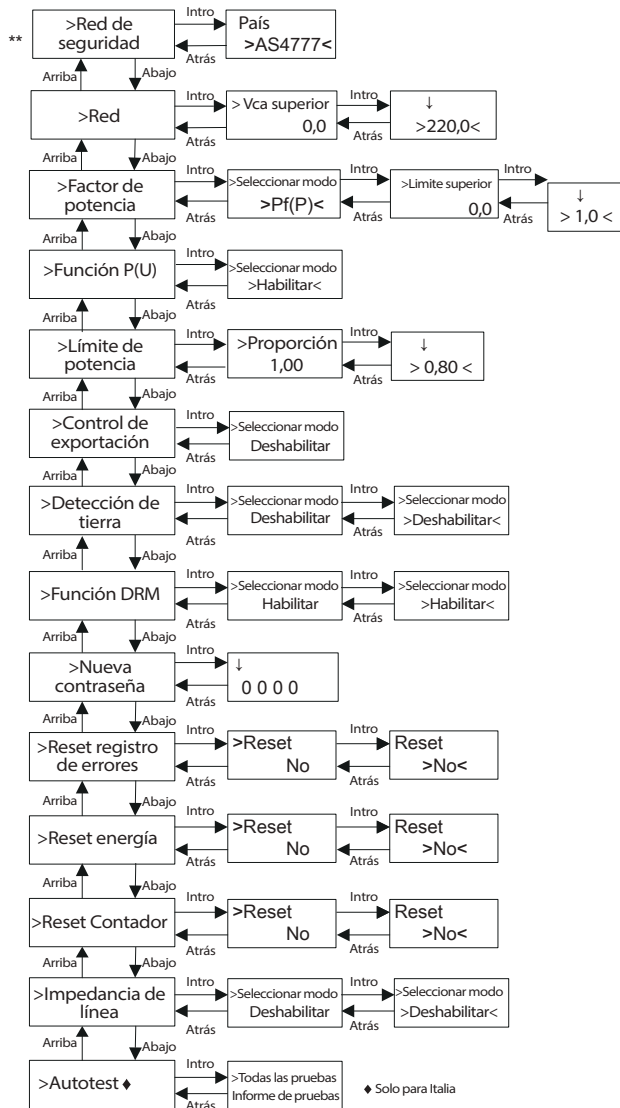 **
>Red de
seguridad
Intro
Atrás
País
>AS4777<
Arriba
Abajo
>Red
Intro
Atrás
> Vca superior
0,0
Intro
Atrás
↓
>220,0<
Arriba
Abajo
>Factor de
potencia
Intro
Atrás
>Seleccionar modo
>Pf(P)<
Intro
Atrás
>Limite superior
0,0
Intro
Atrás
↓
> 1,0 <
Arriba
Abajo
>Función P(U)
Intro
Atrás
>Seleccionar modo
>Habilitar<
Arriba
Abajo
>Límite de
potencia
Intro
Atrás
>Proporción
1,00
Intro
Atrás
↓
> 0,80 <
Arriba
Abajo
>Control de
exportación
Intro
Atrás
>Seleccionar modo
Deshabilitar
Arriba
Abajo
>Detección de
tierra
Intro
Atrás
>Seleccionar modo
Deshabilitar
Intro
Atrás
>Seleccionar modo
>Deshabilitar<
Arriba
Abajo
>Función DRM
Intro
Atrás
>Seleccionar modo
Habilitar
Intro
Atrás
>Seleccionar modo
>Habilitar<
Arriba
Abajo
>Nueva
contraseña
Intro
Atrás
↓
0 0 0 0
Arriba
Abajo
>Reset registro
de errores
Intro
Atrás
>Reset
No
Intro
Atrás
Reset
>No<
Arriba
Abajo
>Reset energía
Intro
Atrás
>Reset
No
Intro
Atrás
Reset
>No<
Arriba
Abajo
>Reset Contador
Intro
Atrás
>Reset
No
Intro
Atrás
Reset
>No<
Arriba
Abajo
>Impedancia de
línea
Intro
Atrás
>Seleccionar modo
Deshabilitar
Intro
Atrás
>Seleccionar modo
>Deshabilitar<
Arriba
Abajo
>Autotest ♦
Intro
Atrás
>Todas las pruebas
Informe de pruebas
♦ Solo para Italia